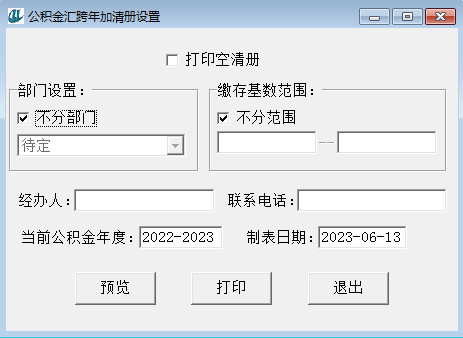 公积金汇跨年加清册设置
打印空清册
部门设置：
不分部门
待定
缴存基数范围：
不分范围
--
经办人：
联系电话：
当前公积金年度：2022-2023
制表日期：2023-06-13
预览
打印
退出